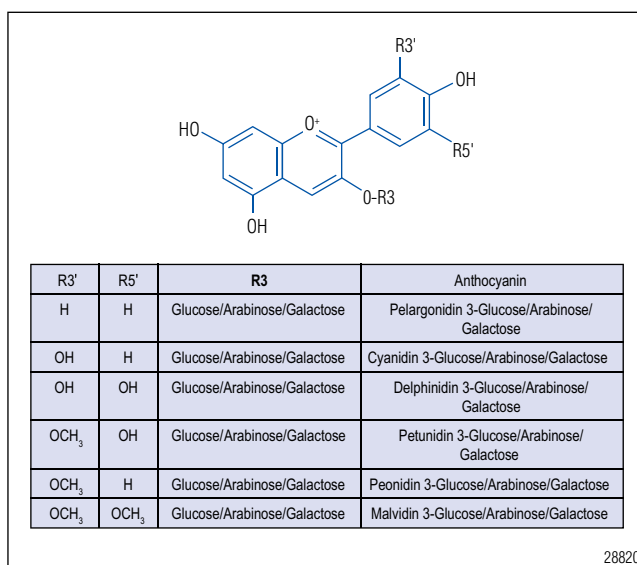 R3'
OH
HO
O+
R5'
O-R3
OH
R3' R5' R3 Anthocyanin
H H Glucose/Arabinose/Galactose Pelargonidin 3-Glucose/Arabinose/
Galactose
OH H Glucose/Arabinose/Galactose Cyanidin 3-Glucose/Arabinose/Galactose
OH OH Glucose/Arabinose/Galactose Delphinidin 3-Glucose/Arabinose/
Galactose
OCH3 OH Glucose/Arabinose/Galactose Petunidin 3-Glucose/Arabinose/
Galactose
OCH3 H Glucose/Arabinose/Galactose Peonidin 3-Glucose/Arabinose/Galactose
OCH3 OCH3 Glucose/Arabinose/Galactose Malvidin 3-Glucose/Arabinose/Galactose
28820